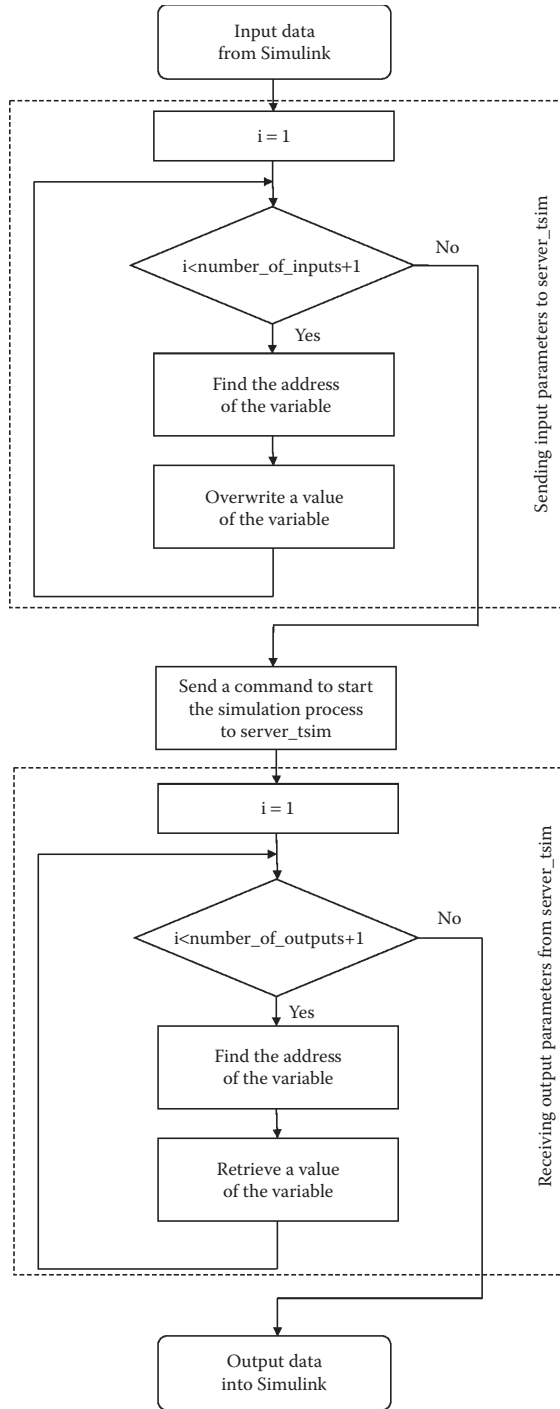 Input data
from Simulink
i = 1
i<number_of_inputs+1
No
Yes
Find the address
of the variable
Overwrite a value
of the variable
Sending input parameters to server_tsim
Send a command to start
the simulation process
to server_tsim
i = 1
i<number_of_outputs+1
No
Yes
Find the address
of the variable
Retrieve a value
of the variable
Receiving output parameters from server_tsim
Output data
into Simulink